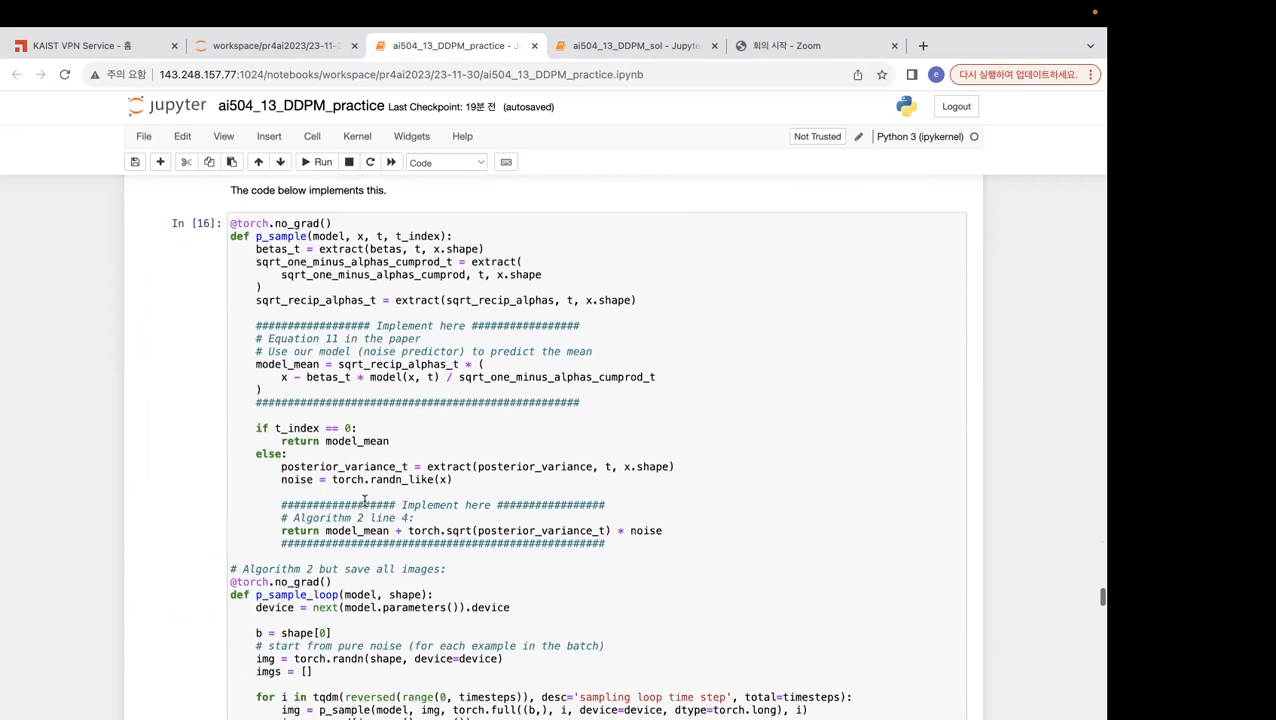 KAIST VPN Service - 홈
workspace/pr4ai2023/23-11-3
ai504_13_DDPM_practice - J
ai504_13_DDPM_sol - Jupyte
회의 시작 - Zoom
주의 요함
143.248.157.77:1024/notebooks/workspace/pr4ai2023/23-11-30/ai504_13_DDPM_practice.ipynb
e
다시 실행하여 업데이트하세요.
jupyter ai504_13_DDPM_practice Last Checkpoint: 19분 전 (autosaved)
Logout
File Edit View Insert Cell Kernel Widgets Help
Not Trusted
Python 3 (ipykernel)
Run
Code
The code below implements this.
In [16]:
@torch.no_grad()
def p_sample(model, x, t, t_index):
    betas_t = extract(betas, t, x.shape)
    sqrt_one_minus_alphas_cumprod_t = extract(
        sqrt_one_minus_alphas_cumprod, t, x.shape
    )
    sqrt_recip_alphas_t = extract(sqrt_recip_alphas, t, x.shape)
    ################## Implement here #################
    # Equation 11 in the paper
    # Use our model (noise predictor) to predict the mean
    model_mean = sqrt_recip_alphas_t * (
        x - betas_t * model(x, t) / sqrt_one_minus_alphas_cumprod_t
    )
    ###################################################
    if t_index == 0:
        return model_mean
    else:
        posterior_variance_t = extract(posterior_variance, t, x.shape)
        noise = torch.randn_like(x)
        ################## Implement here #################
        # Algorithm 2 line 4:
        return model_mean + torch.sqrt(posterior_variance_t) * noise
        ###################################################
# Algorithm 2 but save all images:
@torch.no_grad()
def p_sample_loop(model, shape):
    device = next(model.parameters()).device
    b = shape[0]
    # start from pure noise (for each example in the batch)
    img = torch.randn(shape, device=device)
    imgs = []
    for i in tqdm(reversed(range(0, timesteps)), desc='sampling loop time step', total=timesteps):
        img = p_sample(model, img, torch.full((b,), i, device=device, dtype=torch.long), i)